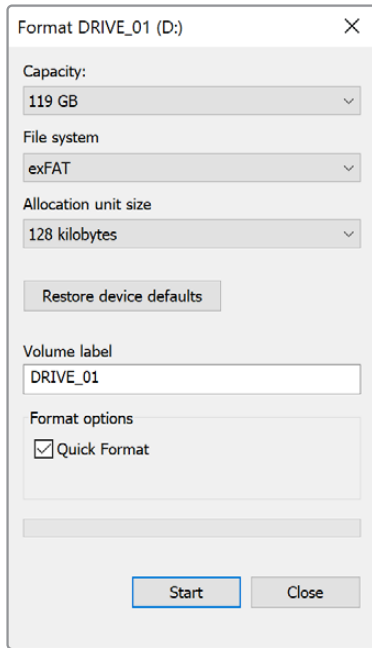 Format DRIVE_01 (D:)
Capacity:
119 GB
File system
exFAT
Allocation unit size
128 kilobytes
Restore device defaults
Volume label
DRIVE_01
Format options
Quick Format
Start Close